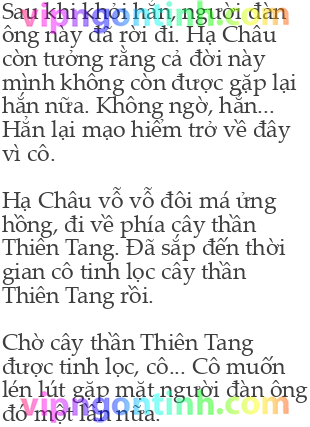 Sau khi khỏi hẳn, người đàn
ông này đã rời đi. Hạ Châu
còn tưởng rằng cả đời này
mình không còn được gặp lại
hắn nữa. Không ngờ, hắn...
Hắn lại mạo hiểm trở về đây
vì cô.
Hạ Châu vỗ vỗ đôi má ửng
hồng, đi về phía cây thần
Thiên Tang. Đã sắp đến thời
gian cô tinh lọc cây thần
Thiên Tang rồi.
Chờ cây thần Thiên Tang
được tinh lọc, cô... Cô muốn
lén lút gặp mặt người đàn ông
đó một lần nữa.
vipngontinh.com
vipngontinh.com